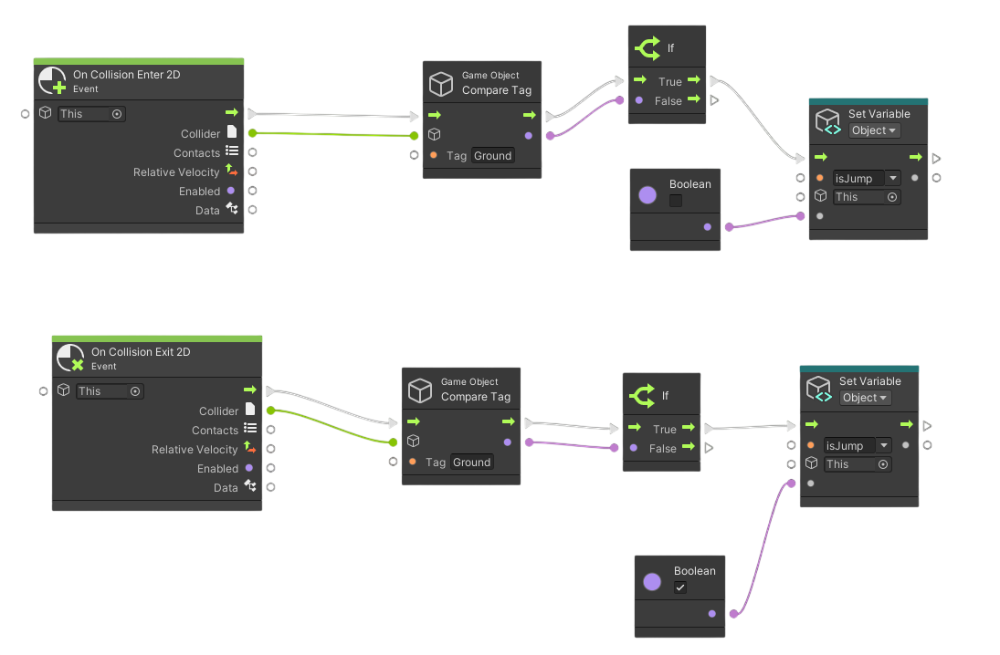 On Collision Enter 2D
Event
This
Collider
Contacts
Relative Velocity
Enabled
Data
Game Object
Compare Tag
Tag Ground
If
True
False
Boolean
Set Variable
Object
isJump
This
On Collision Exit 2D
Event
This
Collider
Contacts
Relative Velocity
Enabled
Data
Game Object
Compare Tag
Tag Ground
If
True
False
Set Variable
Object
isJump
This
Boolean